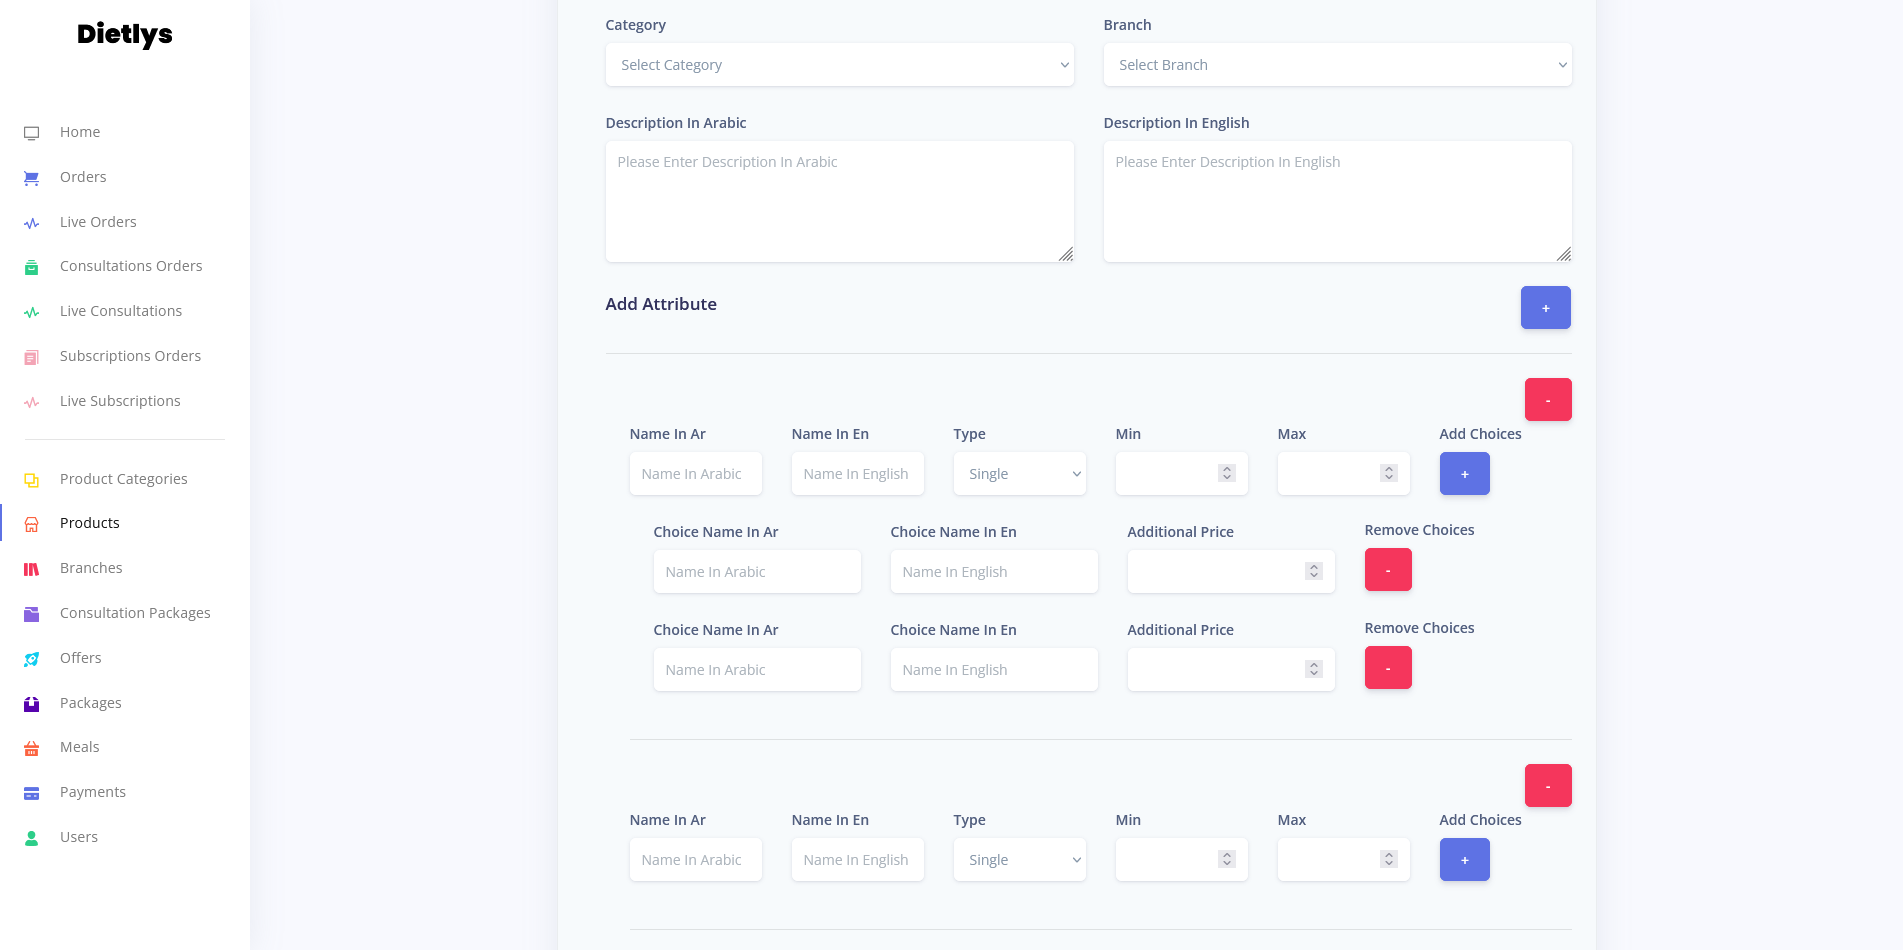 Dietlys
Home
Orders
Live Orders
Consultations Orders
Live Consultations
Subscriptions Orders
Live Subscriptions
Product Categories
Products
Branches
Consultation Packages
Offers
Packages
Meals
Payments
Users
Category Branch
Select Category Select Branch
Description In Arabic Description In English
Please Enter Description In Arabic Please Enter Description In English
Add Attribute +
-
Name In Ar Name In En Type Min Max Add Choices
Name In Arabic Name In English Single +
Choice Name In Ar Choice Name In En Additional Price Remove Choices
Name In Arabic Name In English -
Choice Name In Ar Choice Name In En Additional Price Remove Choices
Name In Arabic Name In English -
-
Name In Ar Name In En Type Min Max Add Choices
Name In Arabic Name In English Single +